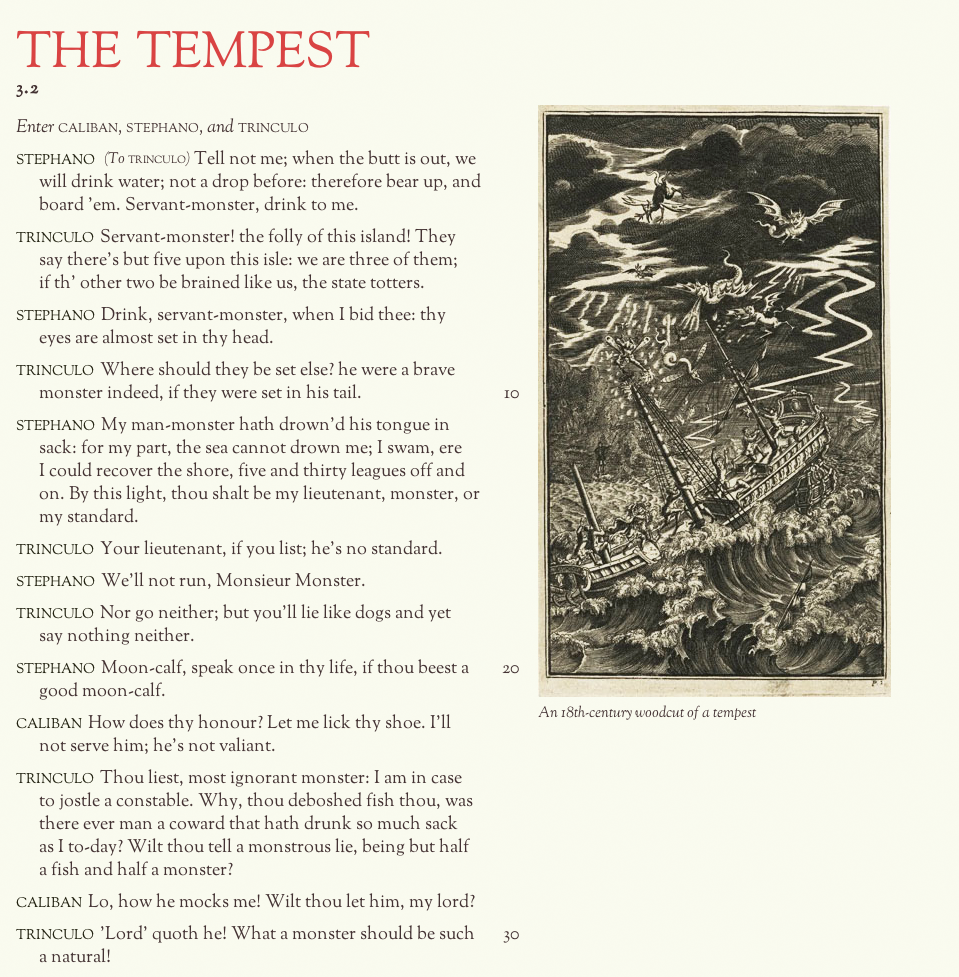 THE TEMPEST
3.2
Enter CALIBAN, STEPHANO, and TRINCULO
STEPHANO (To TRINCULO) Tell not me; when the butt is out, we
will drink water; not a drop before: therefore bear up, and
board ’em. Servant-monster, drink to me.
TRINCULO Servant-monster! the folly of this island! They
say there’s but five upon this isle: we are three of them;
if th’ other two be brained like us, the state totters.
STEPHANO Drink, servant-monster, when I bid thee: thy
eyes are almost set in thy head.
TRINCULO Where should they be set else? he were a brave
monster indeed, if they were set in his tail. 10
STEPHANO My man-monster hath drown’d his tongue in
sack: for my part, the sea cannot drown me; I swam, ere
I could recover the shore, five and thirty leagues off and
on. By this light, thou shalt be my lieutenant, monster, or
my standard.
TRINCULO Your lieutenant, if you list; he’s no standard.
STEPHANO We’ll not run, Monsieur Monster.
TRINCULO Nor go neither; but you’ll lie like dogs and yet
say nothing neither.
STEPHANO Moon-calf, speak once in thy life, if thou beest a 20
good moon-calf.
CALIBAN How does thy honour? Let me lick thy shoe. I’ll
not serve him; he’s not valiant.
TRINCULO Thou liest, most ignorant monster: I am in case
to jostle a constable. Why, thou deboshed fish thou, was
there ever man a coward that hath drunk so much sack
as I to-day? Wilt thou tell a monstrous lie, being but half
a fish and half a monster?
CALIBAN Lo, how he mocks me! Wilt thou let him, my lord?
TRINCULO ’Lord’ quoth he! What a monster should be such 30
a natural!
An 18th-century woodcut of a tempest